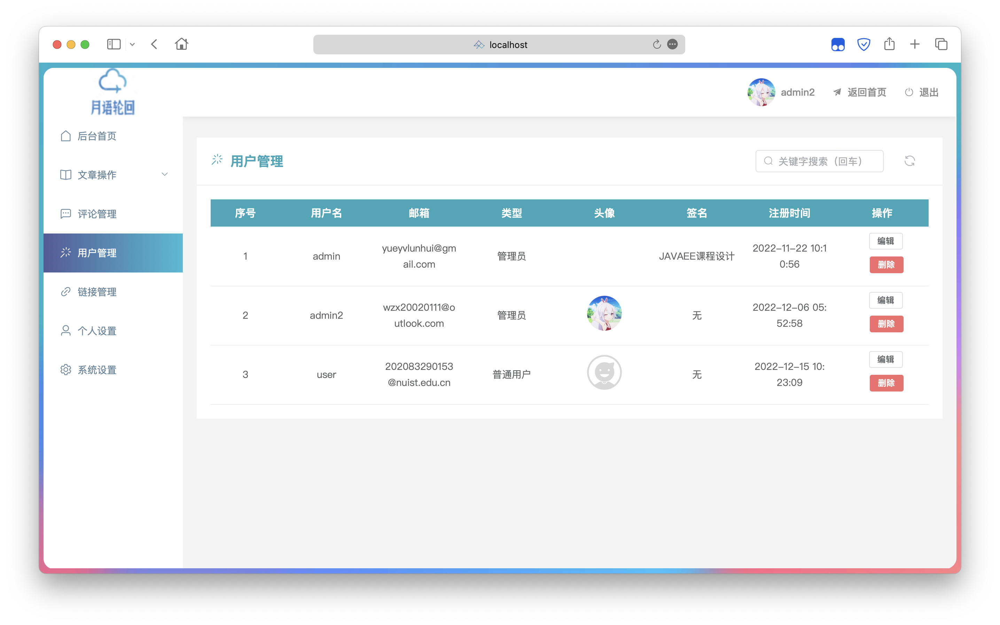 localhost
月语轮回
admin2
返回首页
退出
后台首页
文章操作
评论管理
用户管理
链接管理
个人设置
系统设置
用户管理
关键字搜索（回车）
序号 用户名 邮箱 类型 头像 签名 注册时间 操作
1 admin yueyvlunhui@gm 管理员 JAVAEE课程设计 2022-11-22 10:1 编辑
ail.com 0:56 删除
2 admin2 wzx20020111@o 管理员 无 2022-12-06 05: 编辑
utlook.com 52:58 删除
3 user 202083290153 普通用户 无 2022-12-15 10: 编辑
@nuist.edu.cn 23:09 删除